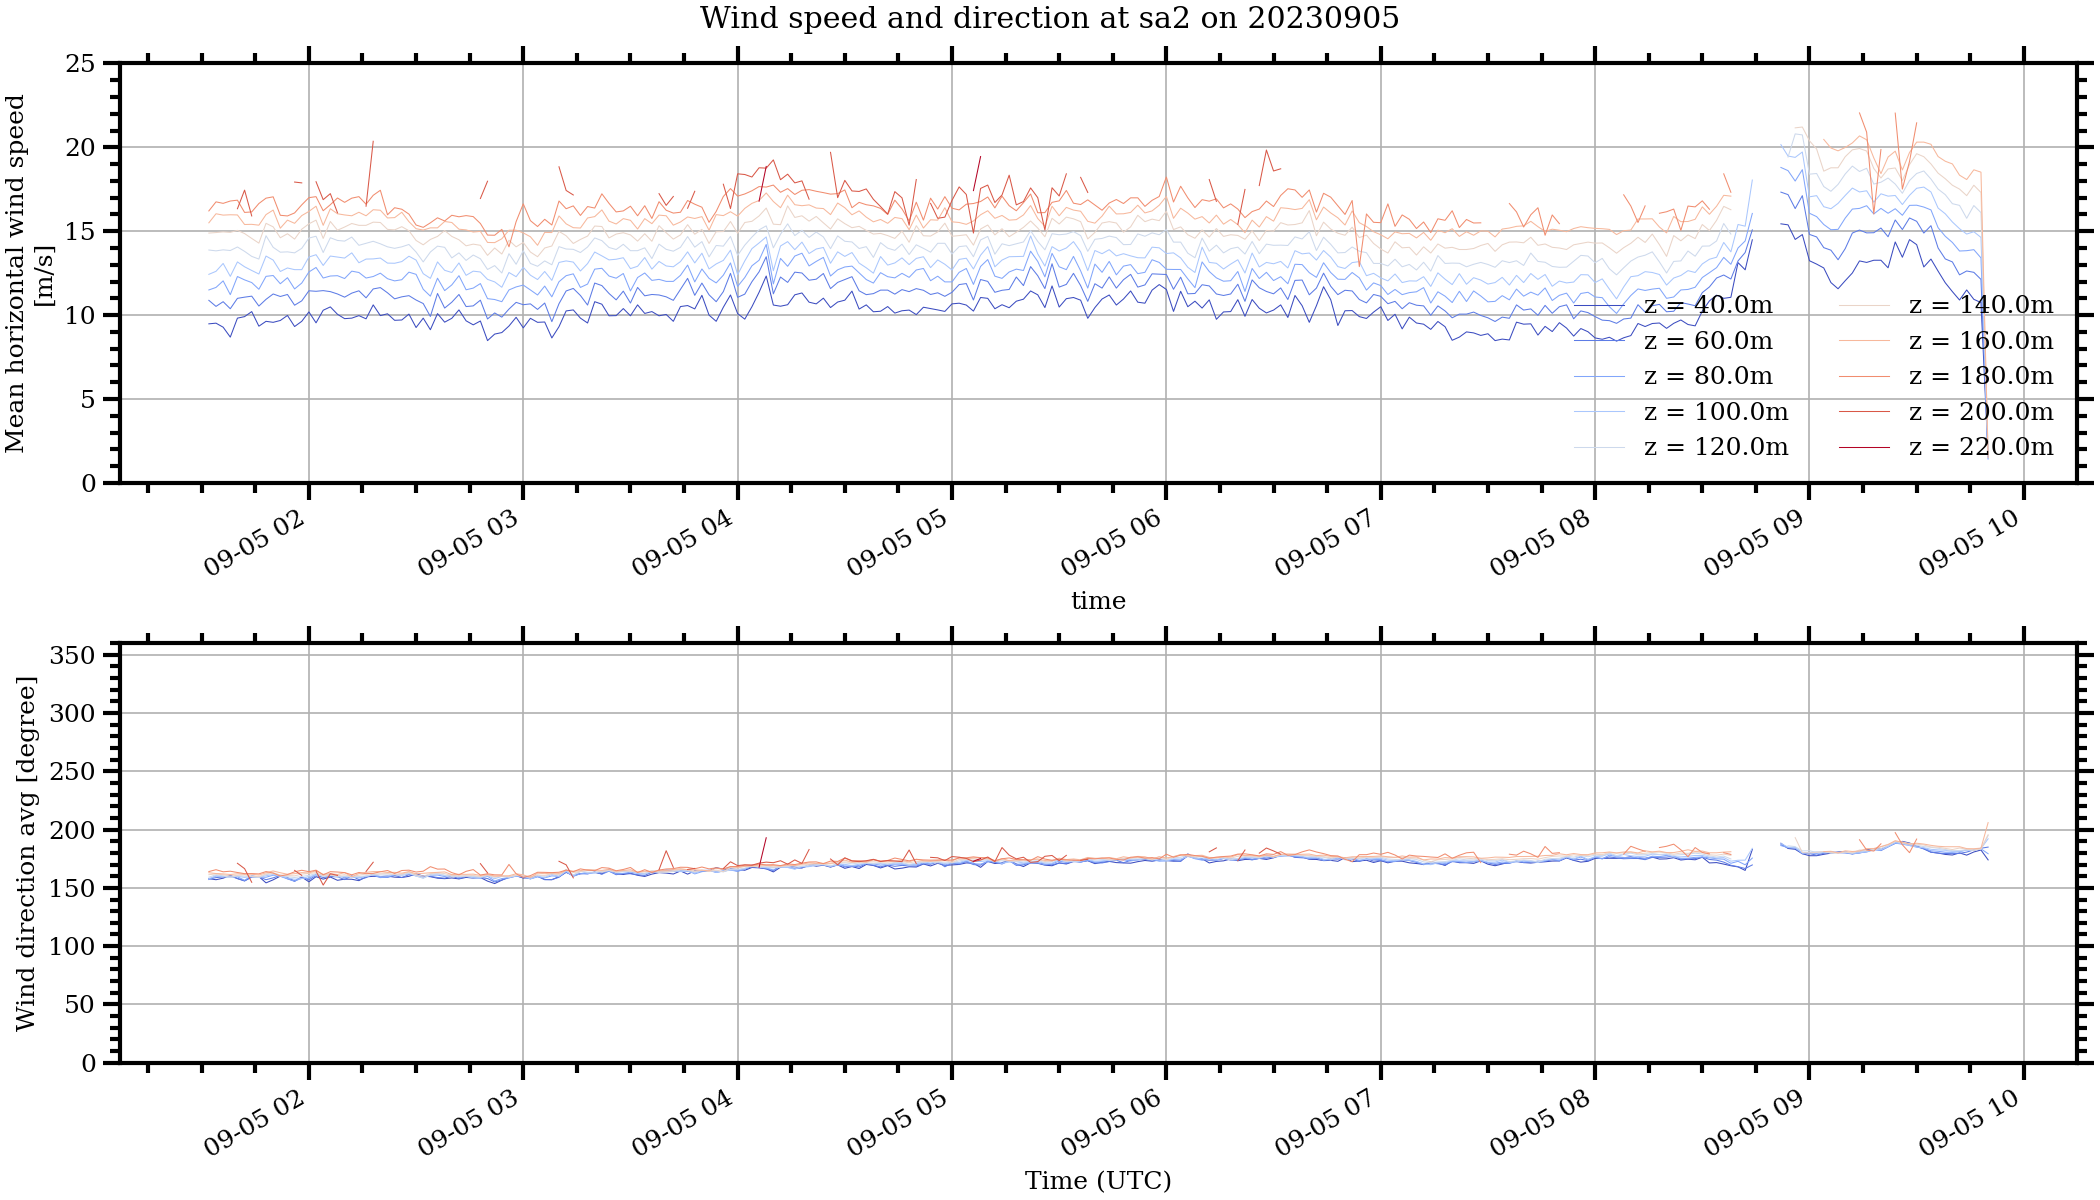 Wind speed and direction at sa2 on 20230905
Mean horizontal wind speed
[m/s]
25
20
15
10
5
0
z = 40.0m
z = 60.0m
z = 80.0m
z = 100.0m
z = 120.0m
z = 140.0m
z = 160.0m
z = 180.0m
z = 200.0m
z = 220.0m
09-05 02
09-05 03
09-05 04
09-05 05
09-05 06
09-05 07
09-05 08
09-05 09
09-05 10
time
Wind direction avg [degree]
350
300
250
200
150
100
50
0
09-05 02
09-05 03
09-05 04
09-05 05
09-05 06
09-05 07
09-05 08
09-05 09
09-05 10
Time (UTC)